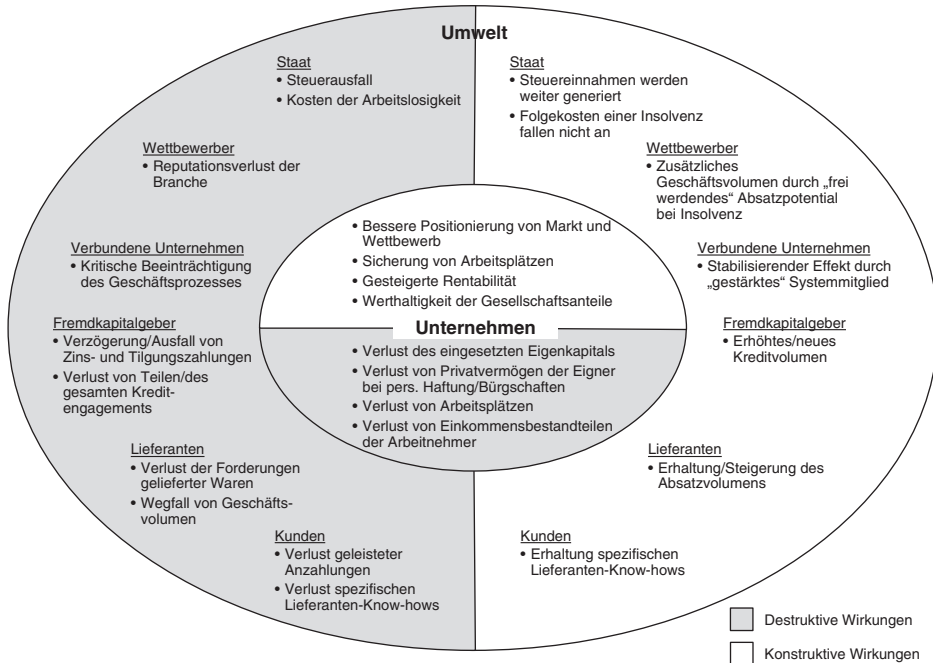 Umwelt
Staat
• Steuerausfall
• Kosten der Arbeitslosigkeit
Wettbewerber
• Reputationsverlust der
Branche
Verbundene Unternehmen
• Kritische Beeinträchtigung
des Geschäftsprozesses
Fremdkapitalgeber
• Verzögerung/Ausfall von
Zins- und Tilgungszahlungen
• Verlust von Teilen/des
gesamten Kredit-
engagements
Lieferanten
• Verlust der Forderungen
gelieferter Waren
• Wegfall von Geschäfts-
volumen
Kunden
• Verlust geleisteter
Anzahlungen
• Verlust spezifischen
Lieferanten-Know-hows
• Bessere Positionierung von Markt und
Wettbewerb
• Sicherung von Arbeitsplätzen
• Gesteigerte Rentabilität
• Werthaltigkeit der Gesellschaftsanteile
Unternehmen
• Verlust des eingesetzten Eigenkapitals
• Verlust von Privatvermögen der Eigner
bei pers. Haftung/Bürgschaften
• Verlust von Arbeitsplätzen
• Verlust von Einkommensbestandteilen
der Arbeitnehmer
Staat
• Steuereinnahmen werden
weiter generiert
• Folgekosten einer Insolvenz
fallen nicht an
Wettbewerber
• Zusätzliches
Geschäftsvolumen durch „frei
werdendes“ Absatzpotential
bei Insolvenz
Verbundene Unternehmen
• Stabilisierender Effekt durch
„gestärktes“ Systemmitglied
Fremdkapitalgeber
• Erhöhtes/neues
Kreditvolumen
Lieferanten
• Erhaltung/Steigerung des
Absatzvolumens
Kunden
• Erhaltung spezifischen
Lieferanten-Know-hows
Destruktive Wirkungen
Konstruktive Wirkungen